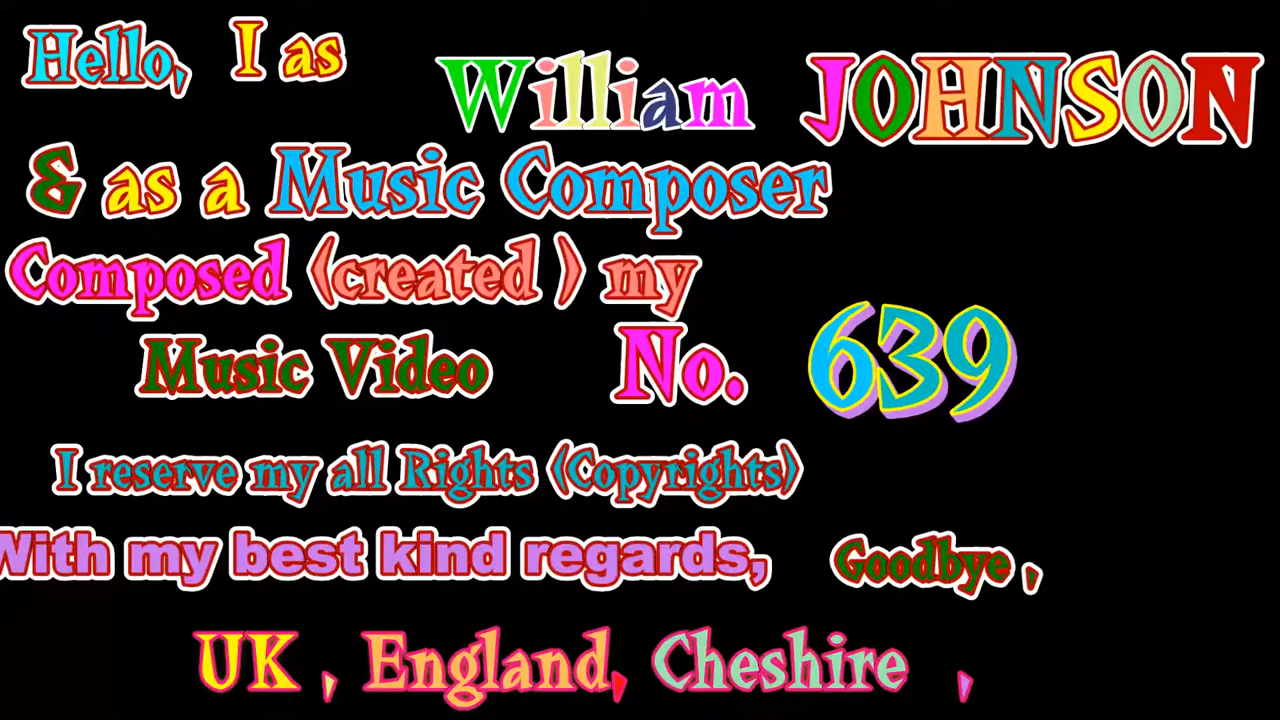 Hello, I as William JOHNSON
& as a Music Composer
Composed (created ) my
Music Video No. 639
I reserve my all Rights (Copyrights)
With my best kind regards, Goodbye ,
UK , England, Cheshire ,